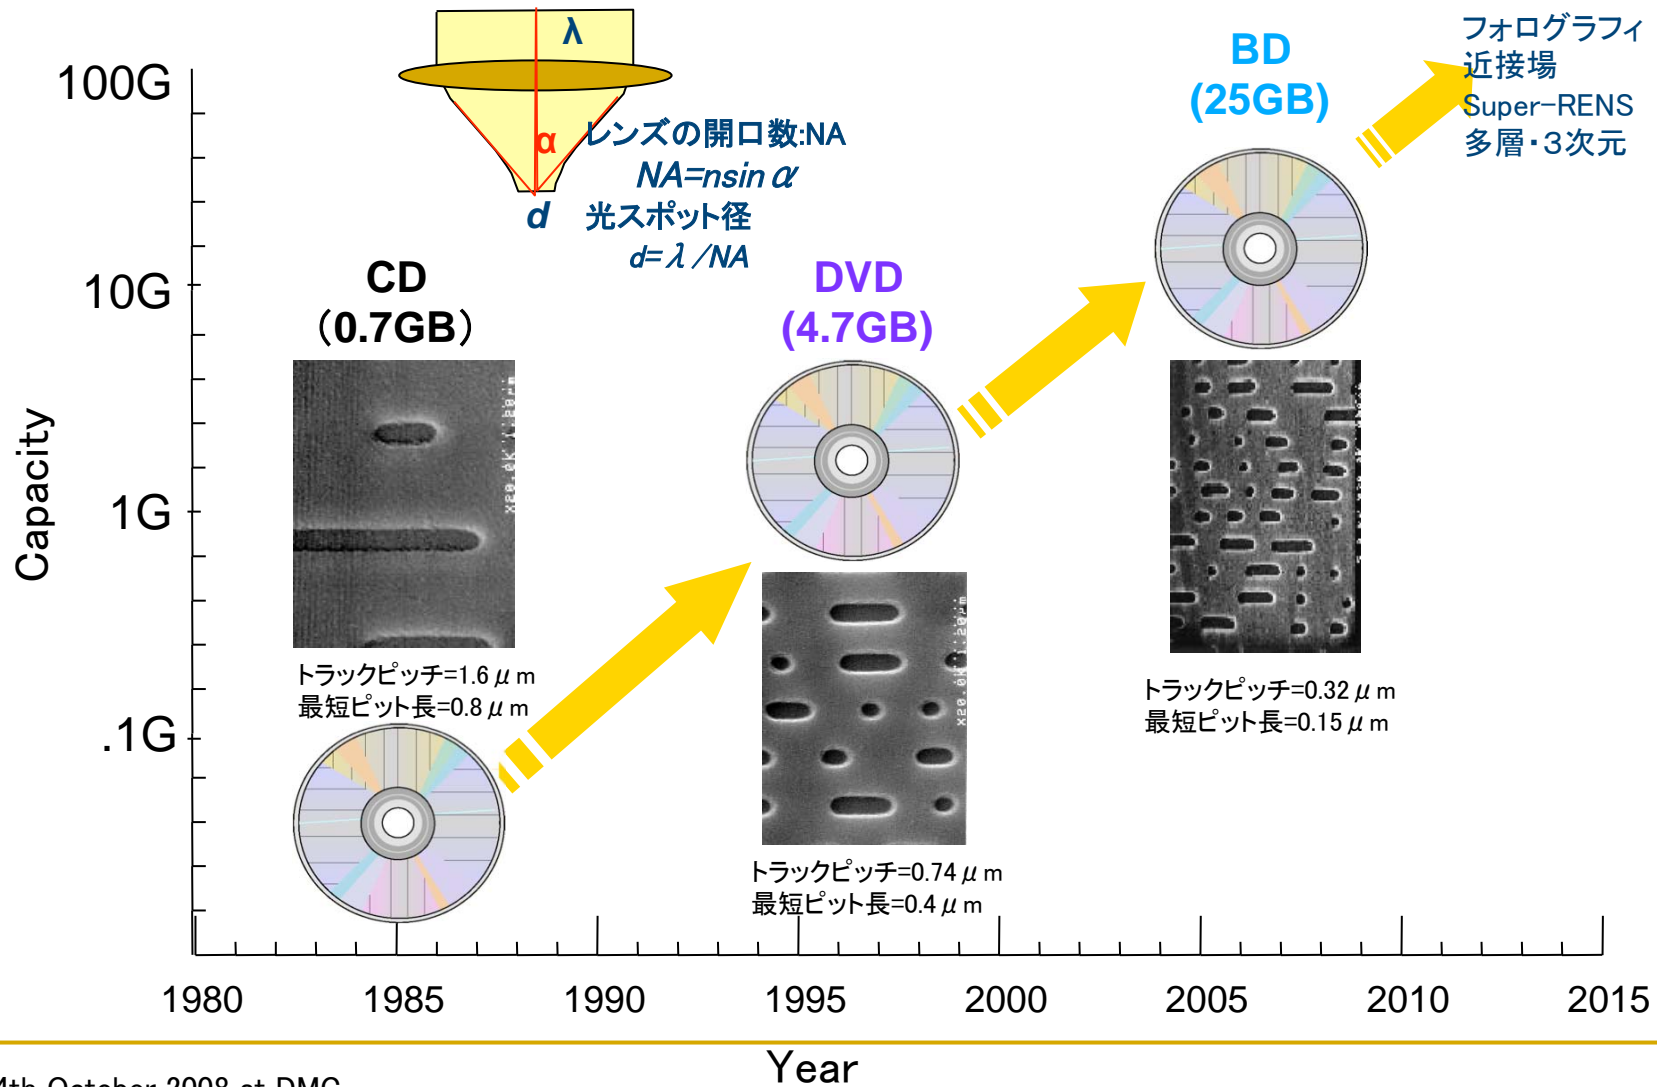 λ
α
レンズの開口数:NA
NA=nsinα
d
光スポット径
d=λ/NA
BD
(25GB)
フォログラフィ
近接場
Super-RENS
多層・3次元
CD
(0.7GB)
DVD
(4.7GB)
100G
10G
1G
.1G
Capacity
トラックピッチ=1.6μm
最短ピット長=0.8μm
トラックピッチ=0.74μm
最短ピット長=0.4μm
トラックピッチ=0.32μm
最短ピット長=0.15μm
1980
1985
1990
1995
2000
2005
2010
2015
Year
4th October 2008 at DMC